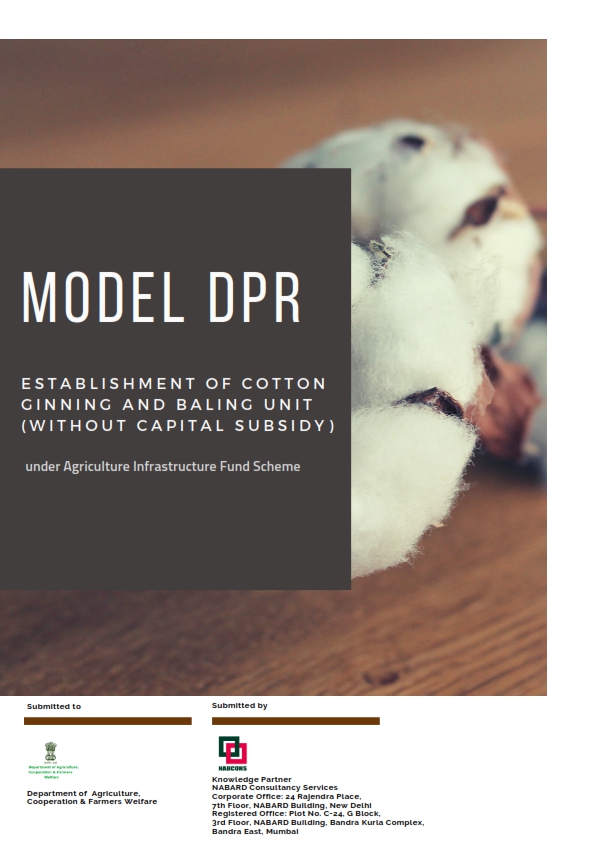 MODEL DPR
ESTABLISHMENT OF COTTON
GINNING AND BALING UNIT
(WITHOUT CAPITAL SUBSIDY)
under Agriculture Infrastructure Fund Scheme
Submitted to
Department of Agriculture,
Cooperation & Farmers
Welfare
Department of Agriculture,
Cooperation & Farmers Welfare
Submitted by
NABCONS
Knowledge Partner
NABARD Consultancy Services
Corporate Office: 24 Rajendra Place,
7th Floor, NABARD Building, New Delhi
Registered Office: Plot No. C-24, G Block,
3rd Floor, NABARD Building, Bandra Kurla Complex,
Bandra East, Mumbai